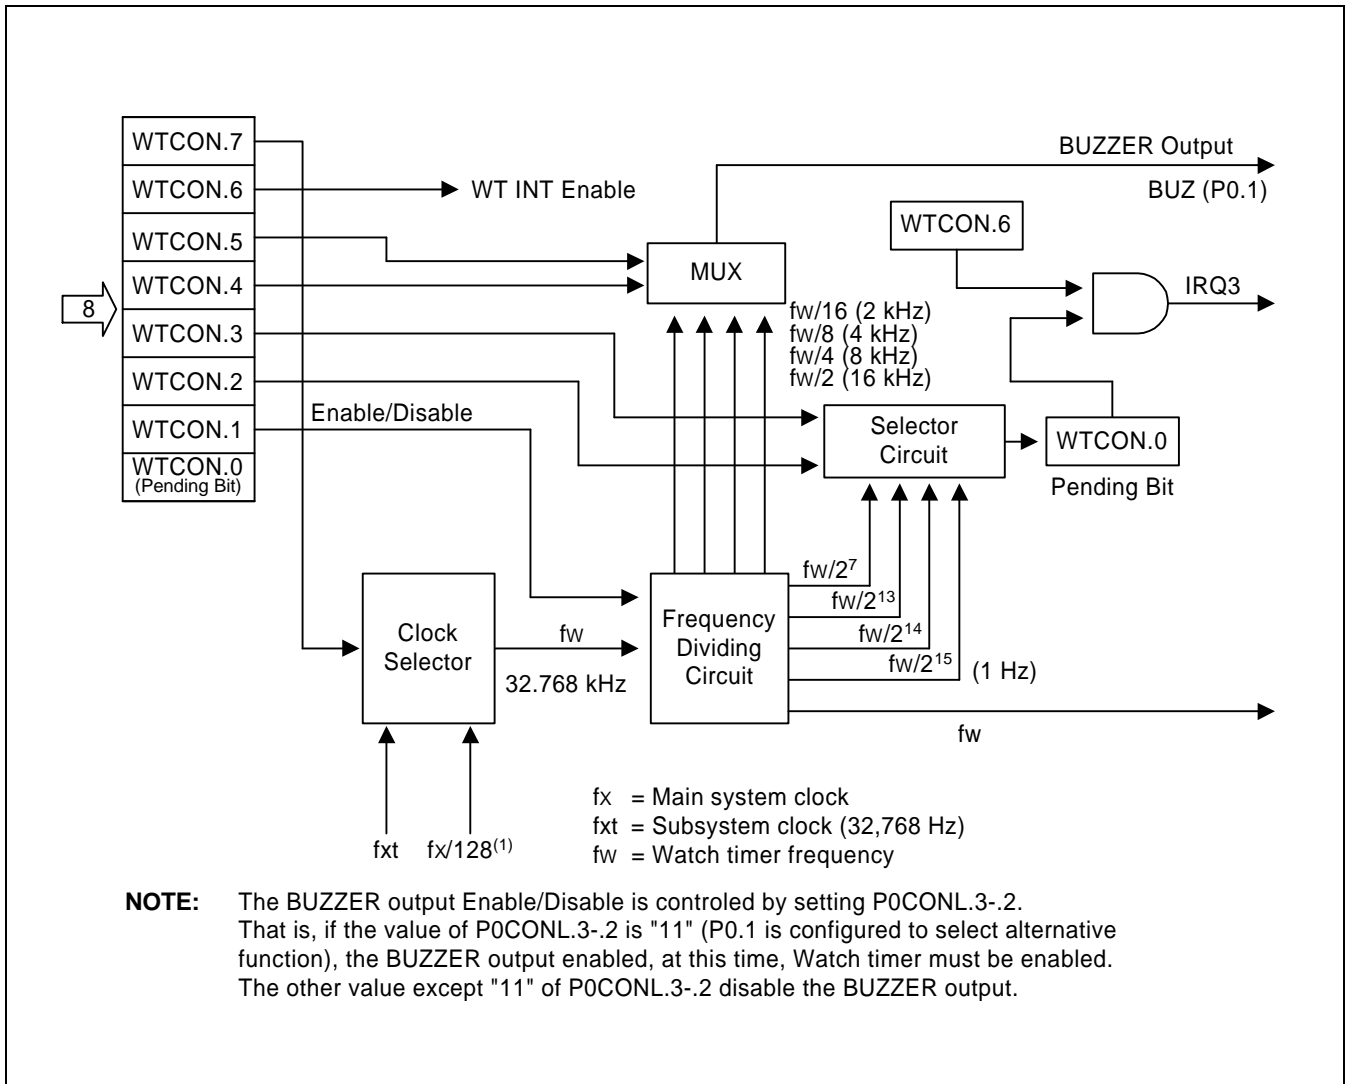 WTCON.7
WTCON.6
WTCON.5
WTCON.4
WTCON.3
WTCON.2
WTCON.1
WTCON.0
(Pending Bit)
8
WT INT Enable
Enable/Disable
BUZZER Output
BUZ (P0.1)
WTCON.6
MUX
IRQ3
fw/16 (2 kHz)
fw/8 (4 kHz)
fw/4 (8 kHz)
fw/2 (16 kHz)
Selector
Circuit
WTCON.0
Pending Bit
Clock
Selector
fw
32.768 kHz
Frequency
Dividing
Circuit
fw/2⁷
fw/2¹³
fw/2¹⁴
fw/2¹⁵ (1 Hz)
fw
fxt fx/128⁽¹⁾
fx = Main system clock
fxt = Subsystem clock (32,768 Hz)
fw = Watch timer frequency
NOTE: The BUZZER output Enable/Disable is controled by setting P0CONL.3-.2.
That is, if the value of P0CONL.3-.2 is "11" (P0.1 is configured to select alternative
function), the BUZZER output enabled, at this time, Watch timer must be enabled.
The other value except "11" of P0CONL.3-.2 disable the BUZZER output.